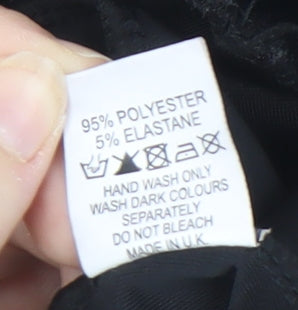 95% POLYESTER
5% ELASTANE
HAND WASH ONLY
WASH DARK COLOURS
SEPARATELY
DO NOT BLEACH
MADE IN U.K.